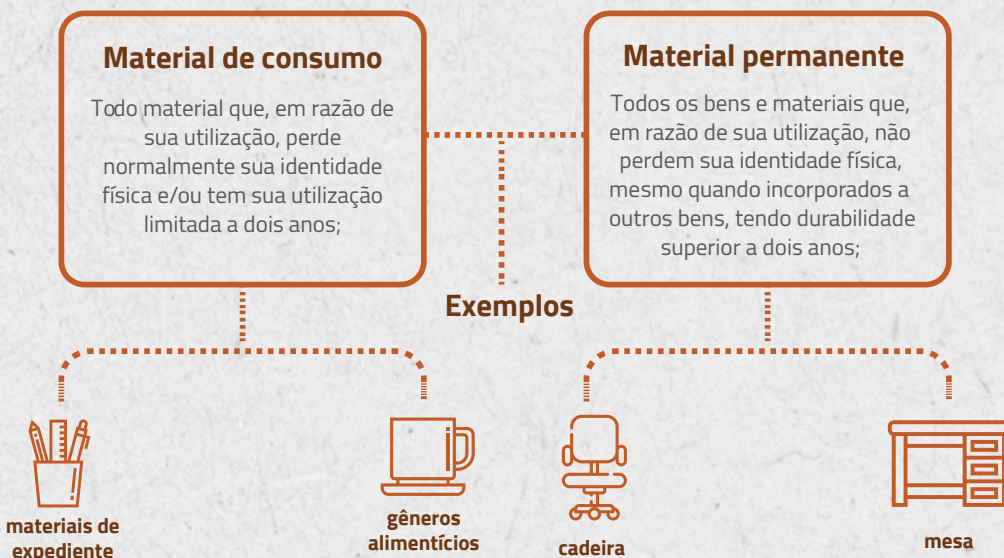 Material de consumo
Todo material que, em razão de
sua utilização, perde
normalmente sua identidade
física e/ou tem sua utilização
limitada a dois anos;
Material permanente
Todos os bens e materiais que,
em razão de sua utilização, não
perdem sua identidade física,
mesmo quando incorporados a
outros bens, tendo durabilidade
superior a dois anos;
Exemplos
materiais de
expediente
gêneros
alimentícios
cadeira
mesa